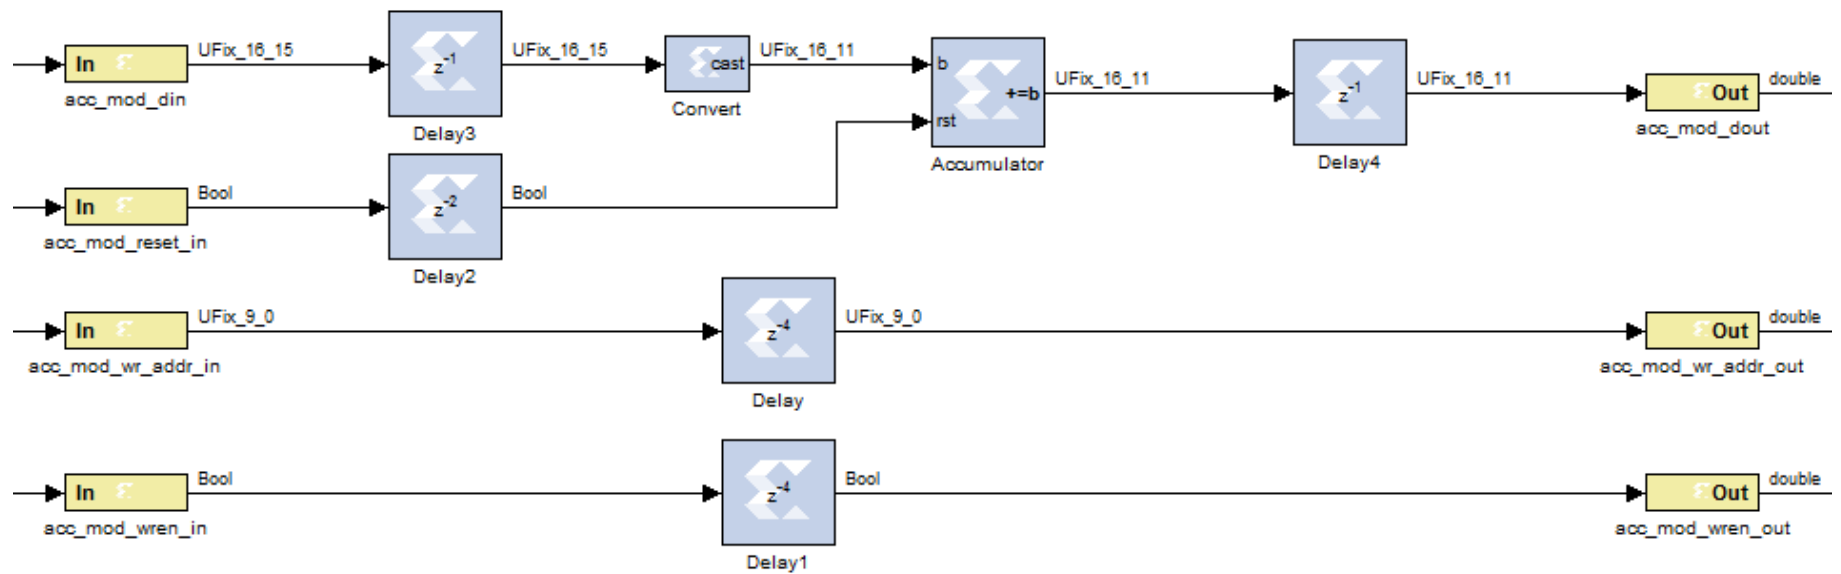 In
acc_mod_din
UFix_16_15
z⁻¹
Delay3
UFix_16_15
cast
Convert
UFix_16_11
b
rst
+=b
Accumulator
UFix_16_11
z⁻¹
Delay4
UFix_16_11
Out
acc_mod_dout
double
In
acc_mod_reset_in
Bool
z⁻²
Delay2
Bool
In
acc_mod_wr_addr_in
UFix_9_0
z⁻⁴
Delay
UFix_9_0
Out
acc_mod_wr_addr_out
double
In
acc_mod_wren_in
Bool
z⁻⁴
Delay1
Bool
Out
acc_mod_wren_out
double